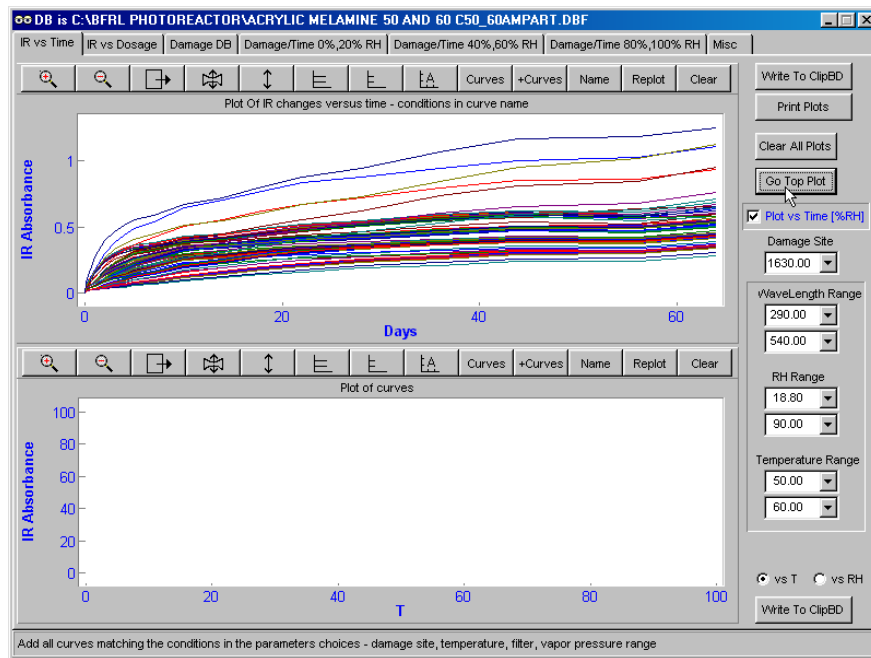 DB is C:\BFRL PHOTOREACTOR\ACRYLIC MELAMINE 50 AND 60 C50_60AMPART.DBF
IR vs Time IR vs Dosage Damage DB Damage/Time 0%,20% RH Damage/Time 40%,60% RH Damage/Time 80%,100% RH Misc
Curves +Curves Name Replot Clear
Plot Of IR changes versus time - conditions in curve name
IR Absorbance
1
0.5
0
0 20 40 60
Days
Curves +Curves Name Replot Clear
Plot of curves
IR Absorbance
100
80
60
40
20
0
0 20 40 60 80 100
T
Write To ClipBD
Print Plots
Clear All Plots
Go Top Plot
Plot vs Time [%RH]
Damage Site
1630.00
WaveLength Range
290.00
540.00
RH Range
18.80
90.00
Temperature Range
50.00
60.00
vs T vs RH
Write To ClipBD
Add all curves matching the conditions in the parameters choices - damage site, temperature, filter, vapor pressure range